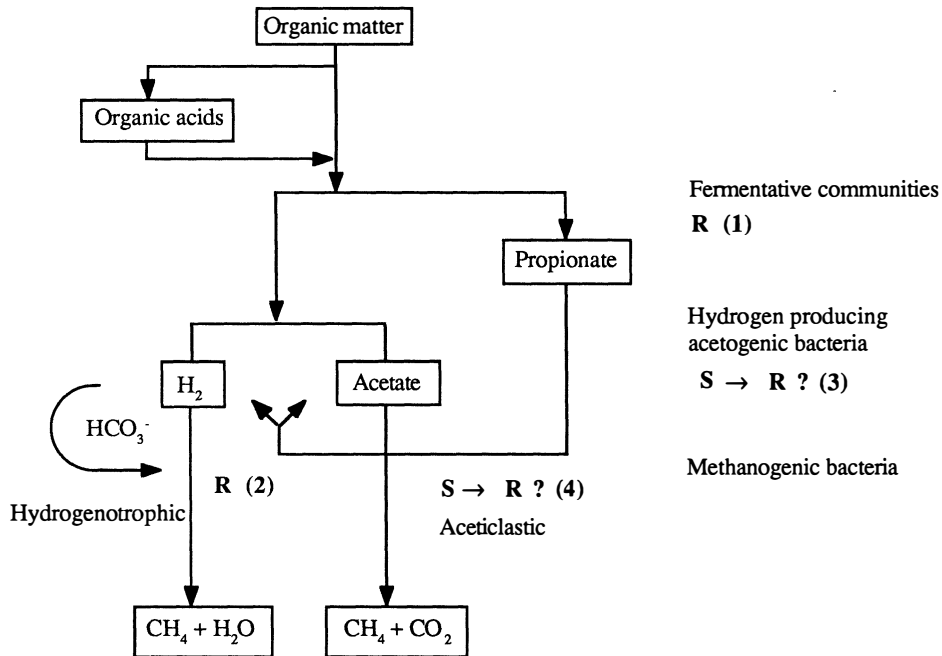 Organic matter
Organic acids
Fermentative communities
R (1)
Propionate
Hydrogen producing
acetogenic bacteria
S → R ? (3)
H₂
Acetate
HCO₃⁻
Methanogenic bacteria
R (2)
S → R ? (4)
Hydrogenotrophic
Aceticlastic
CH₄ + H₂O
CH₄ + CO₂